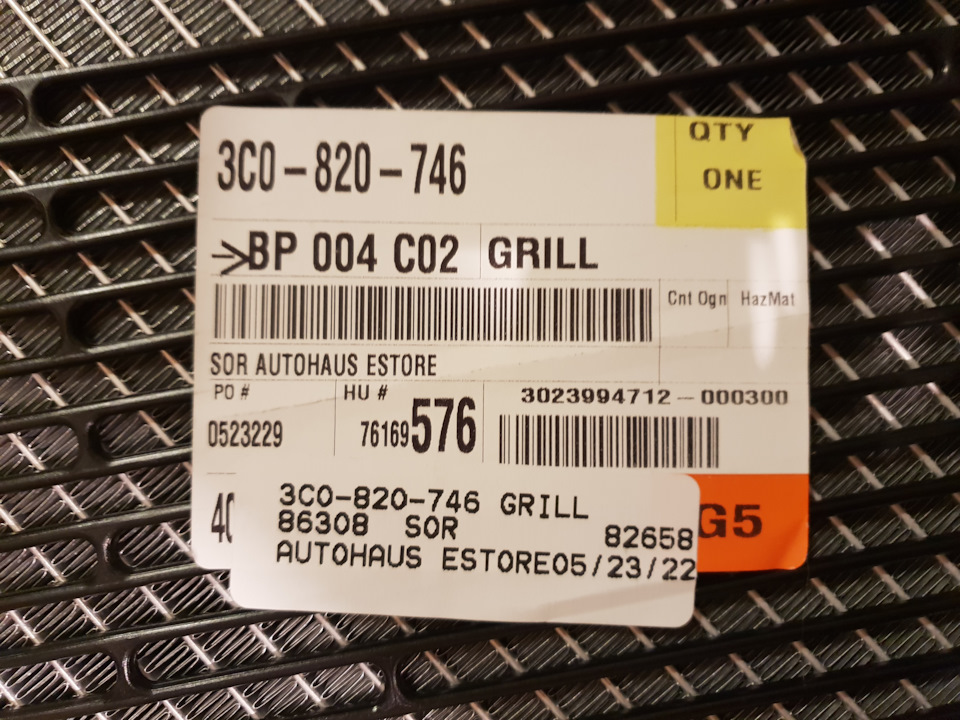 3C0-820-746
QTY
ONE
BP 004 C02 GRILL
Cnt Ogn HazMat
SOR AUTOHAUS ESTORE
PO # HU # 3023994712-000300
0523229 76169576
3C0-820-746 GRILL
86308 SOR 82658
AUTOHAUS ESTORE05/23/22
G5